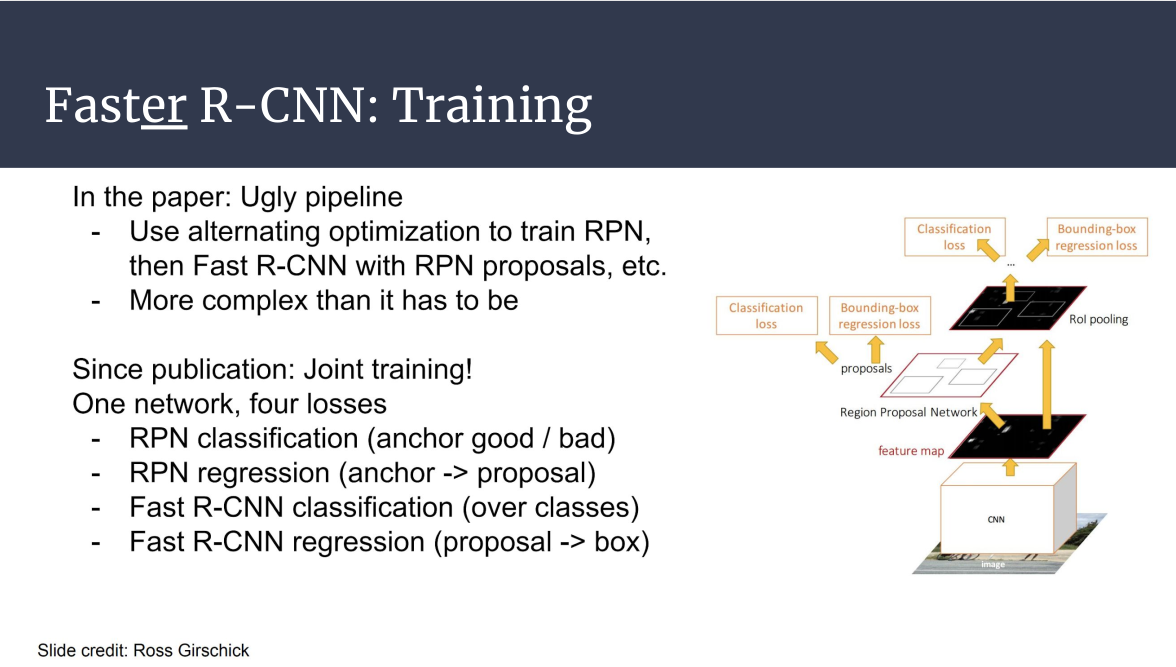 Faster R-CNN: Training
In the paper: Ugly pipeline
- Use alternating optimization to train RPN,
then Fast R-CNN with RPN proposals, etc.
- More complex than it has to be
Since publication: Joint training!
One network, four losses
- RPN classification (anchor good / bad)
- RPN regression (anchor -> proposal)
- Fast R-CNN classification (over classes)
- Fast R-CNN regression (proposal -> box)
Classification
loss
Bounding-box
regression loss
...
RoI pooling
Classification
loss
Bounding-box
regression loss
proposals
Region Proposal Network
feature map
CNN
image
Slide credit: Ross Girschick